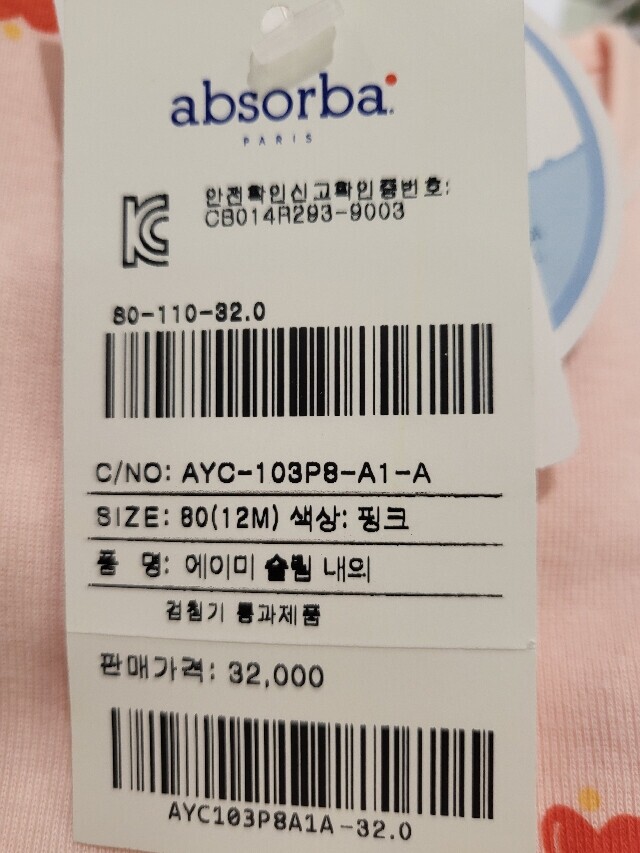 absorba
PARIS
안전확인신고확인증번호:
CB014R293-9003
80-110-32.0
C/NO: AYC-103P8-A1-A
SIZE: 80(12M) 색상: 핑크
품 명: 에이미 슬림 내의
검침기 통과제품
판매가격: 32,000
AYC103P8A1A-32.0